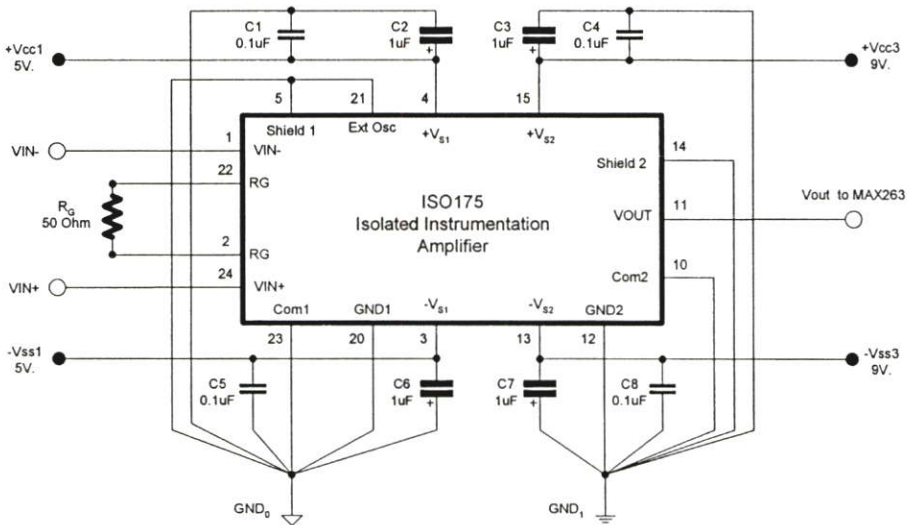 C1
0.1uF
C2
1uF
+
C3
1uF
+
C4
0.1uF
+Vcc1
5V.
+Vcc3
9V.
5
21
4
15
Shield 1
Ext Osc
+VS1
+VS2
VIN-
1
VIN-
14
Shield 2
22
RG
RG
50 Ohm
ISO175
Isolated Instrumentation
Amplifier
Vout to MAX263
11
VOUT
2
RG
10
Com2
24
VIN+
VIN+
Com1
GND1
-VS1
-VS2
GND2
23
20
3
13
12
-Vss1
5V.
-Vss3
9V.
C5
0.1uF
C6
1uF
+
C7
1uF
+
C8
0.1uF
GND0
GND1